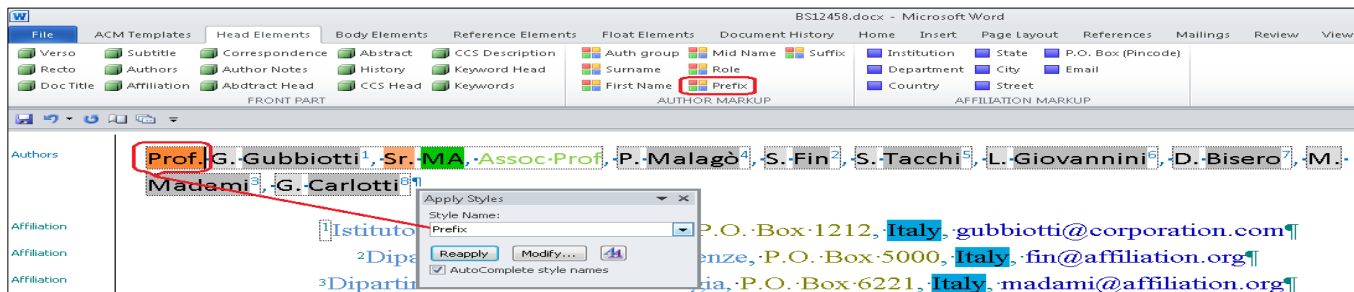 W BS12458.docx - Microsoft Word
File ACM Templates Head Elements Body Elements Reference Elements Float Elements Document History Home Insert Page Layout References Mailings Review View
Verso Subtitle Correspondence Abstract CCS Description Auth group Mid Name Suffix Institution State P.O. Box (Pincode)
Recto Authors Author Notes History Keyword Head Surname Role Department City Email
Doc Title Affiliation Abdtract Head CCS Head Keywords First Name Prefix Country Street
FRONT PART AUTHOR MARKUP AFFILIATION MARKUP
Authors Prof. G. Gubbiotti¹, Sr. MA, Assoc Prof, P. Malagò⁴, S. Fin², S. Tacchi⁵, L. Giovannini⁶, D. Bisero⁷, M.
Madami³, G. Carlotti⁸¶
Apply Styles
Style Name:
Affiliation ¹Istituto Prefix P.O. Box 1212, Italy, gubbiotti@corporation.com¶
Affiliation ²Dipa Reapply Modify... enze, P.O. Box 5000, Italy, fin@affiliation.org¶
AutoComplete style names
Affiliation ³Dipartin gia, P.O. Box 6221, Italy, madami@affiliation.org¶